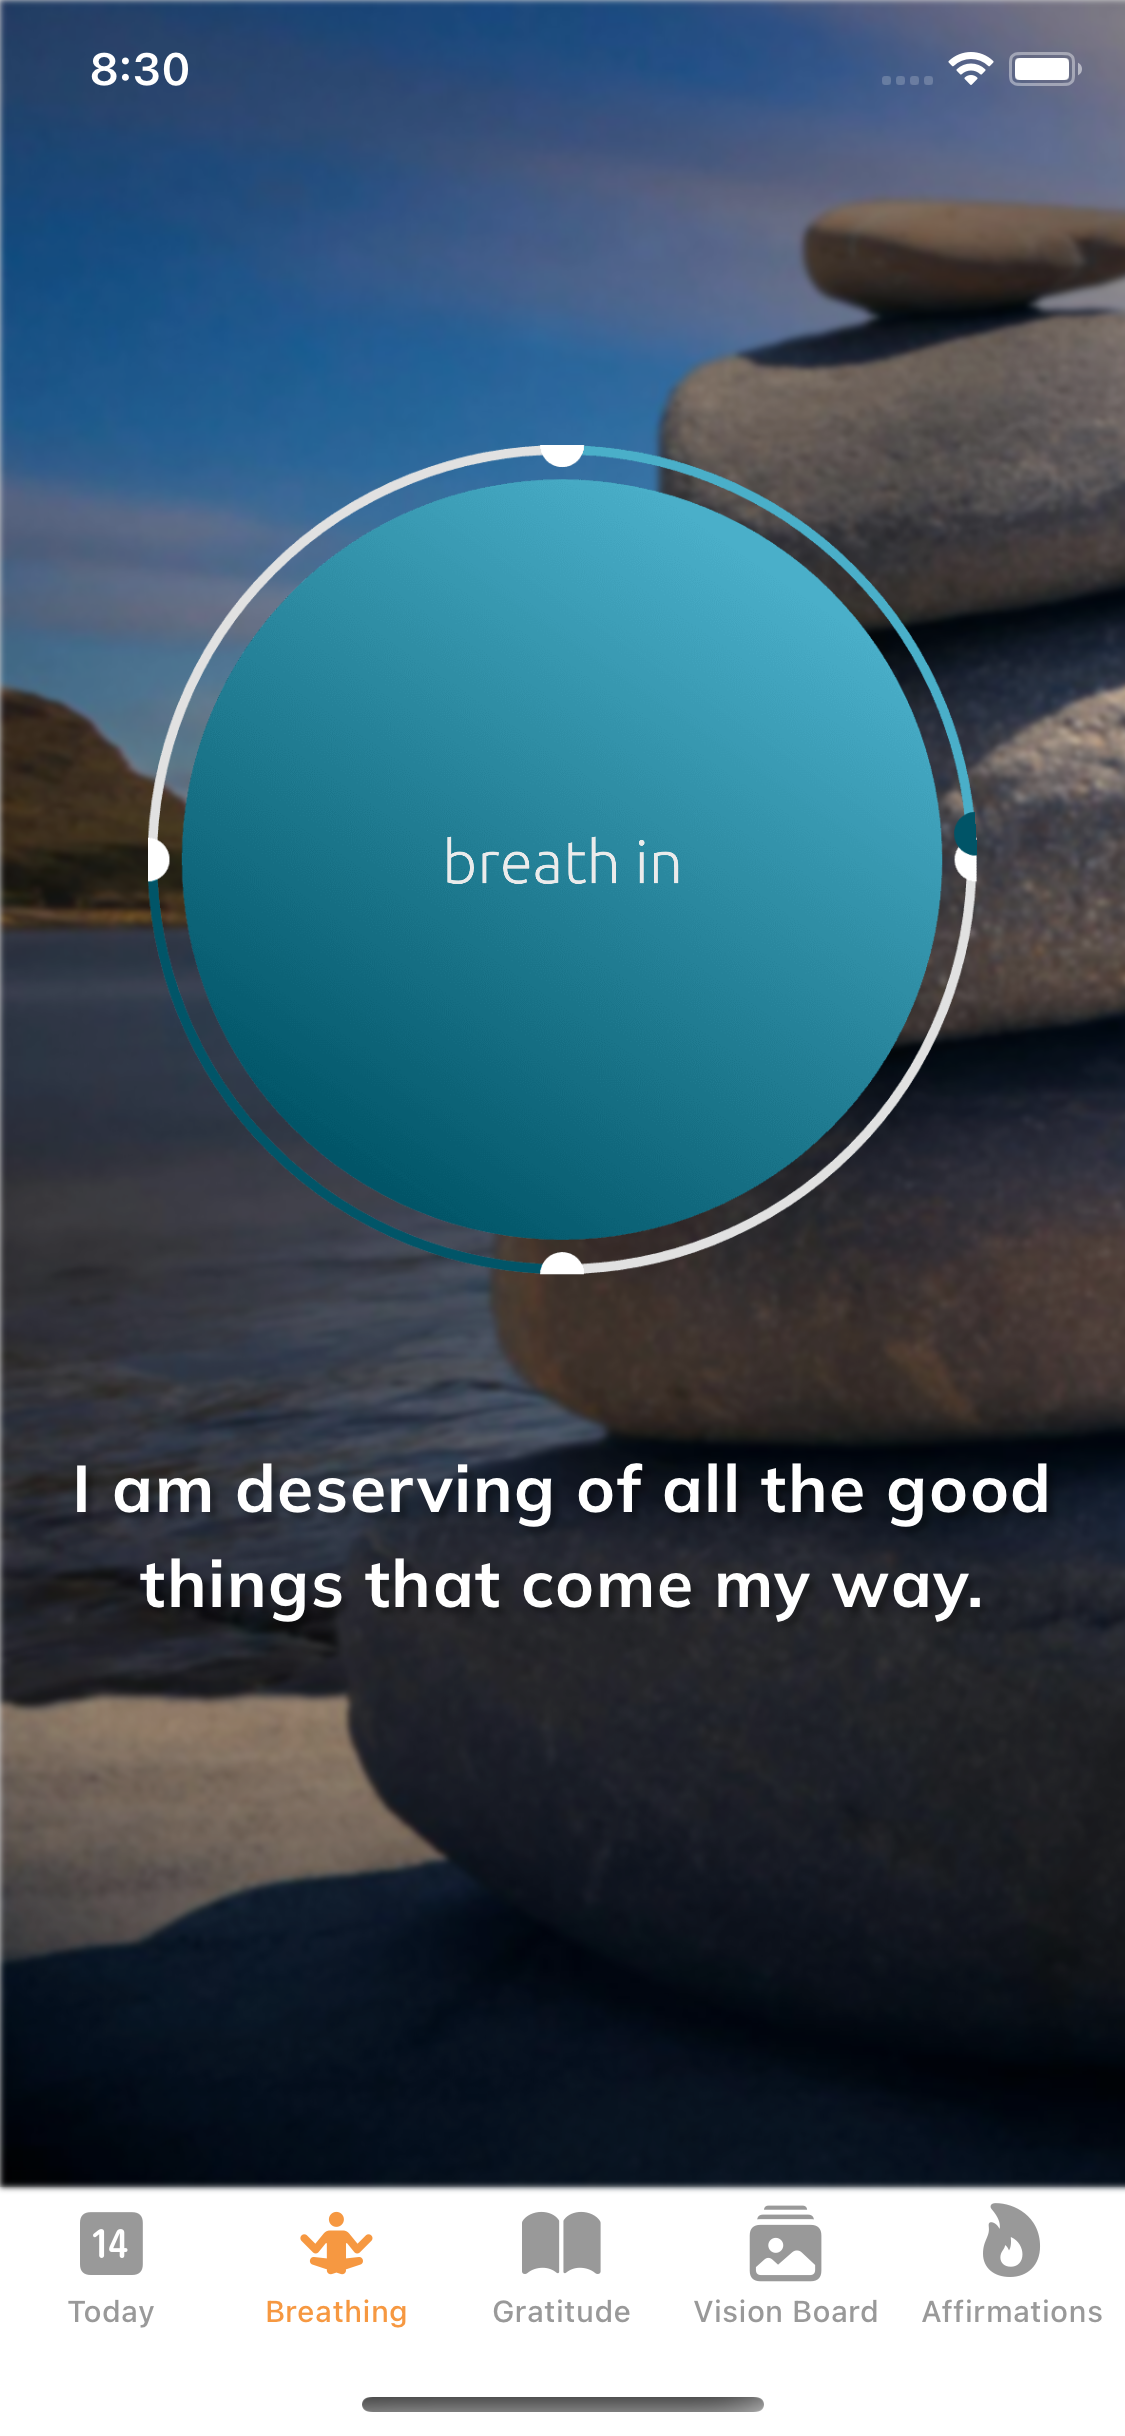 8:30
breath in
I am deserving of all the good
things that come my way.
14
Today
Breathing
Gratitude
Vision Board
Affirmations